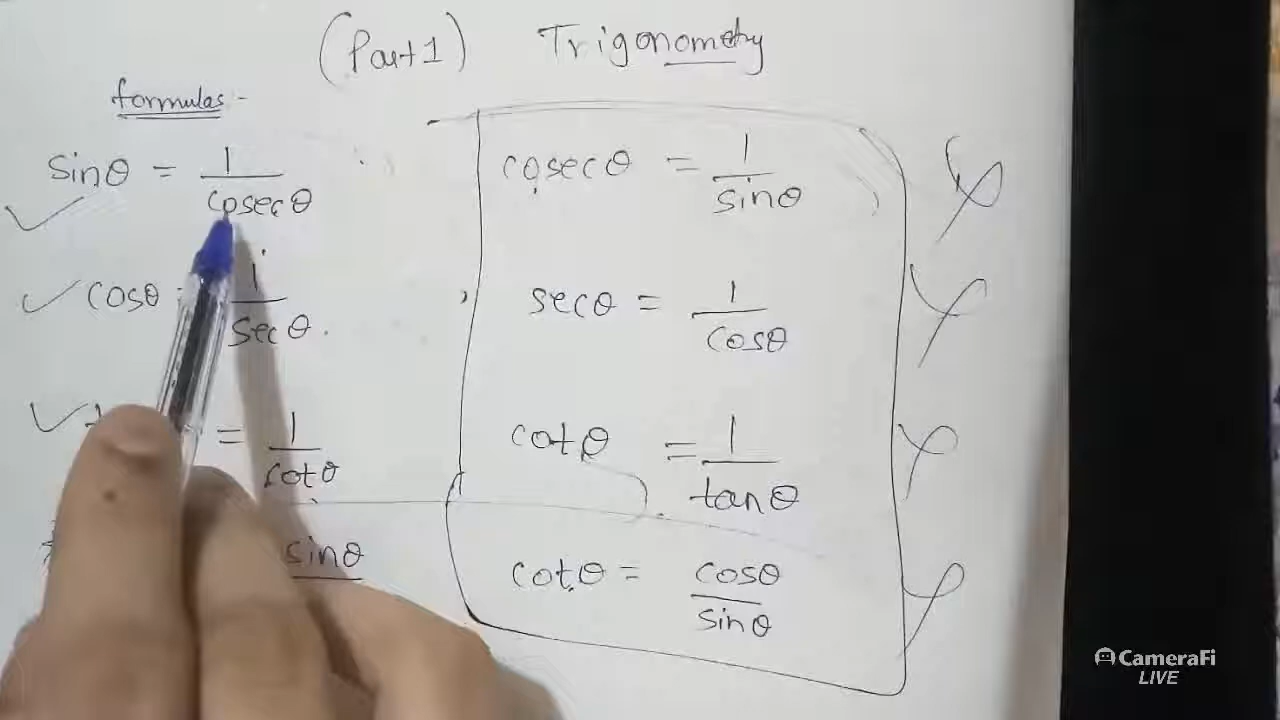 (Part 1) Trigonometry
formulas:-
sinθ = 1/cosecθ
cosθ = 1/secθ.
= 1/cotθ
sinθ
cosecθ = 1/sinθ
, secθ = 1/cosθ
cotθ = 1/tanθ
cotθ = cosθ/sinθ
CameraFi
LIVE